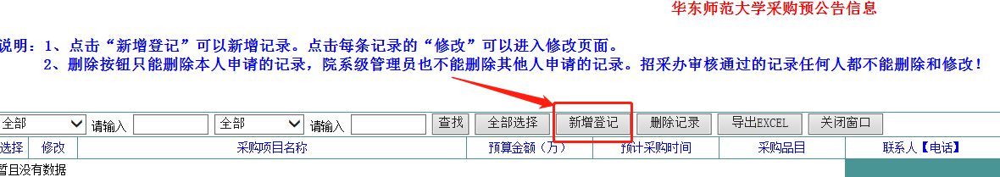 华东师范大学采购预公告信息
说明：1、点击“新增登记”可以新增记录。点击每条记录的“修改”可以进入修改页面。
2、删除按钮只能删除本人申请的记录，院系级管理员也不能删除其他人申请的记录。招采办审核通过的记录任何人都不能删除和修改！
全部 请输入 全部 请输入 查找 全部选择 新增登记 删除记录 导出EXCEL 关闭窗口
选择 修改 采购项目名称 预算金额（万） 预计采购时间 采购品目 联系人【电话】
暂且没有数据